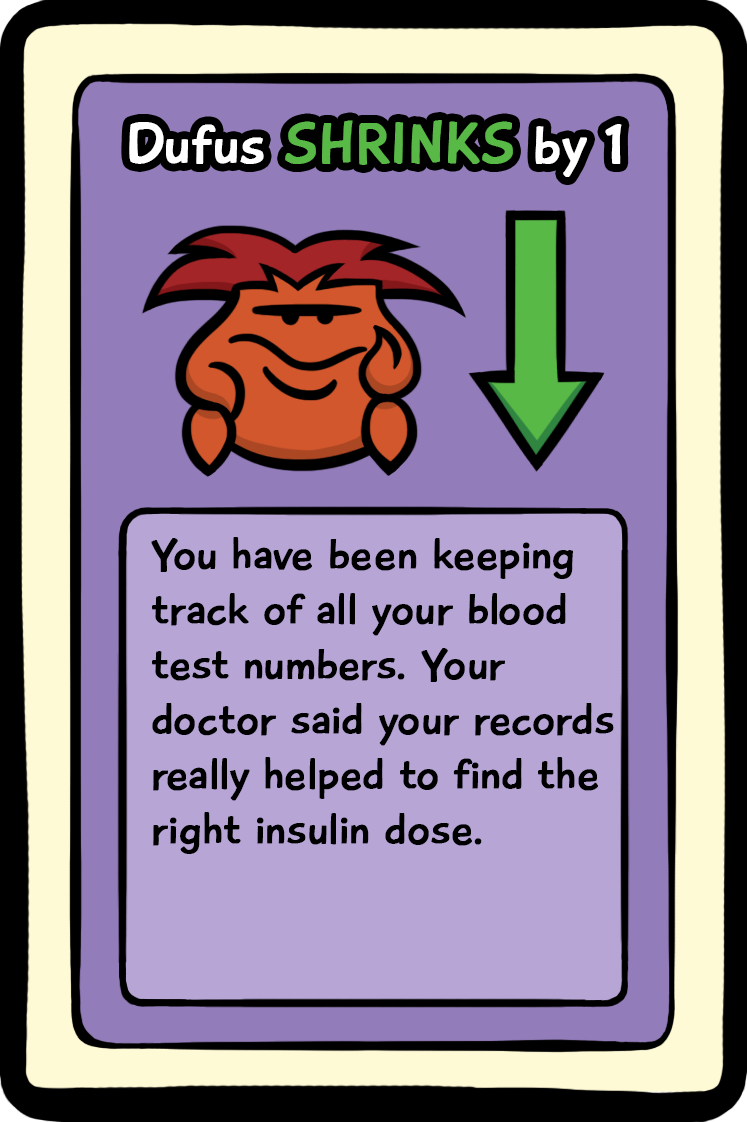 Dufus SHRINKS by 1
You have been keeping
track of all your blood
test numbers. Your
doctor said your records
really helped to find the
right insulin dose.